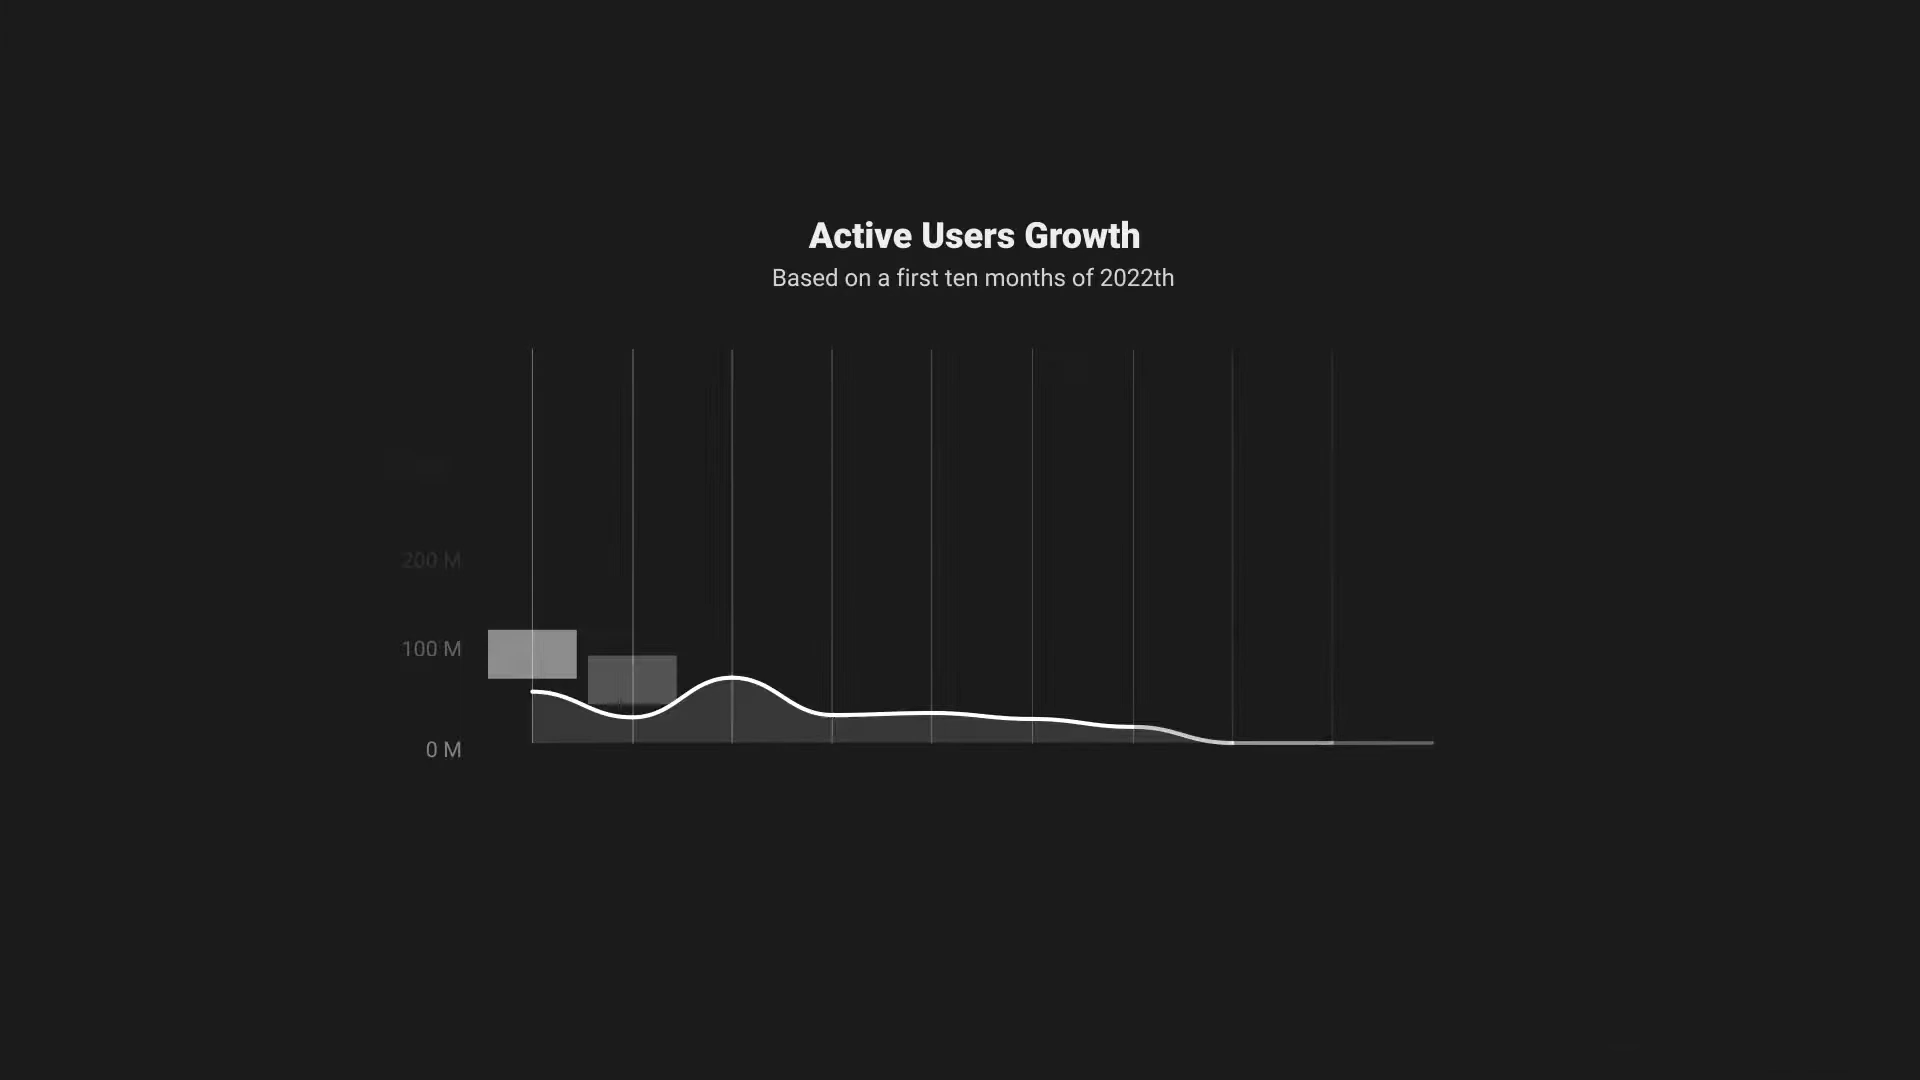 Active Users Growth
Based on a first ten months of 2022th
200 M
100 M
0 M